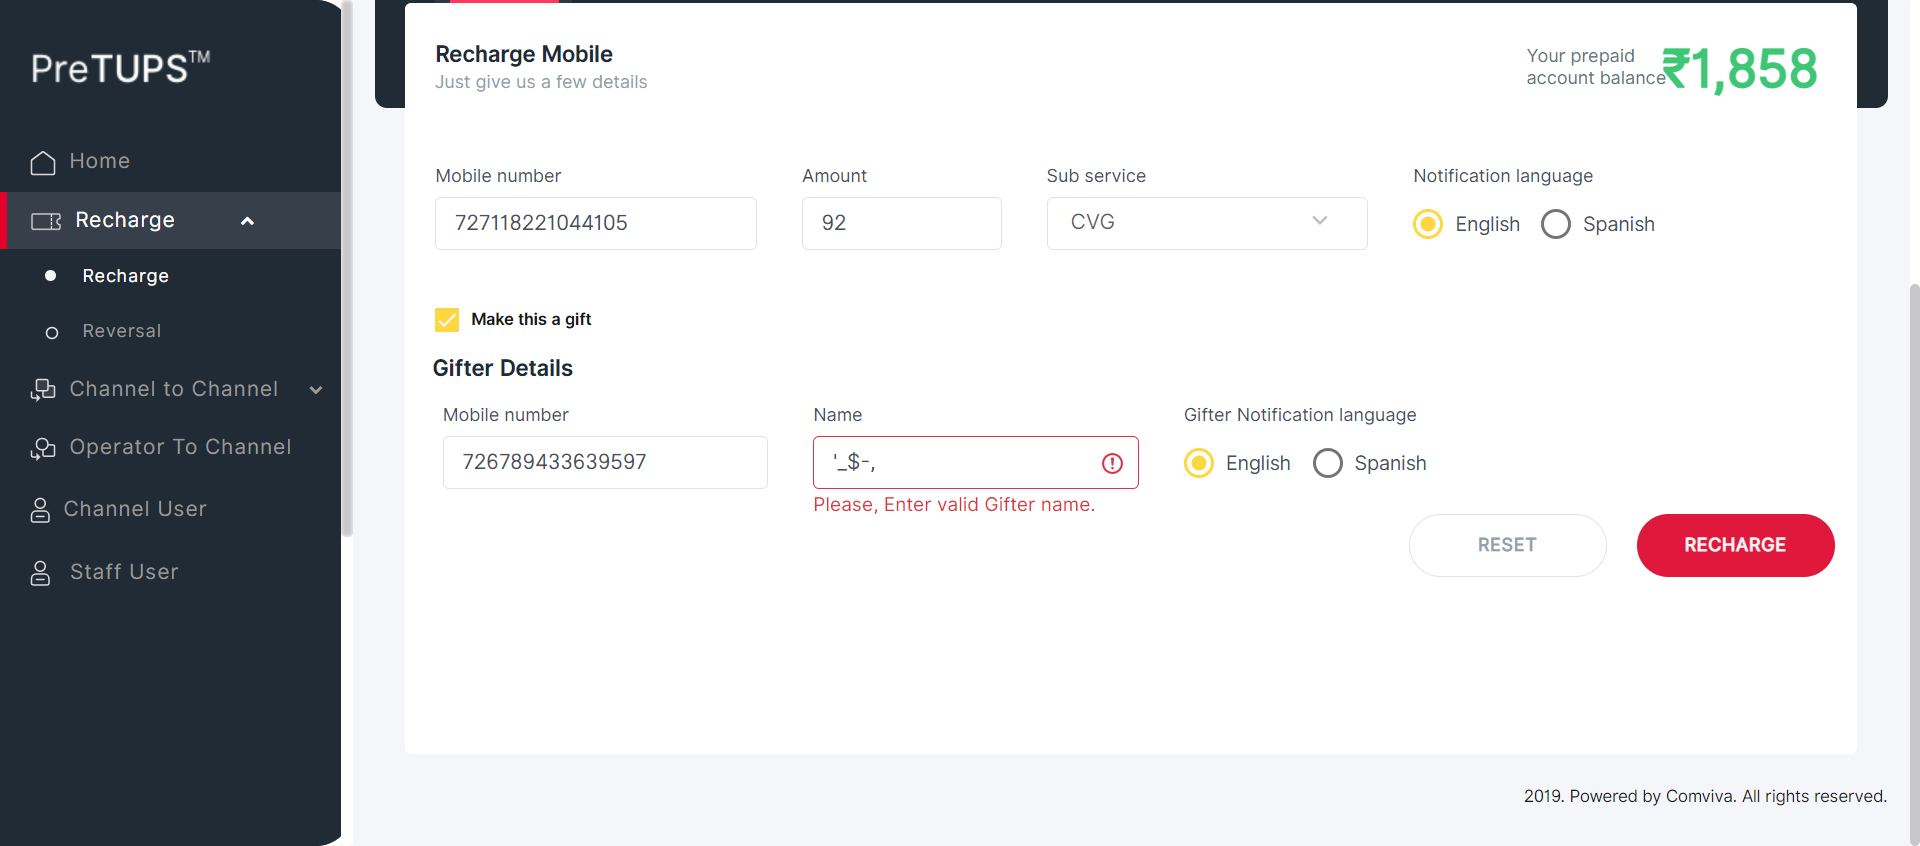 PreTUPS™
Home
Recharge
Recharge
Reversal
Channel to Channel
Operator To Channel
Channel User
Staff User
Recharge Mobile
Just give us a few details
Your prepaid
account balance
₹1,858
Mobile number
727118221044105
Amount
92
Sub service
CVG
Notification language
English
Spanish
Make this a gift
Gifter Details
Mobile number
726789433639597
Name
'_$-,
Please, Enter valid Gifter name.
Gifter Notification language
English
Spanish
RESET
RECHARGE
2019. Powered by Comviva. All rights reserved.